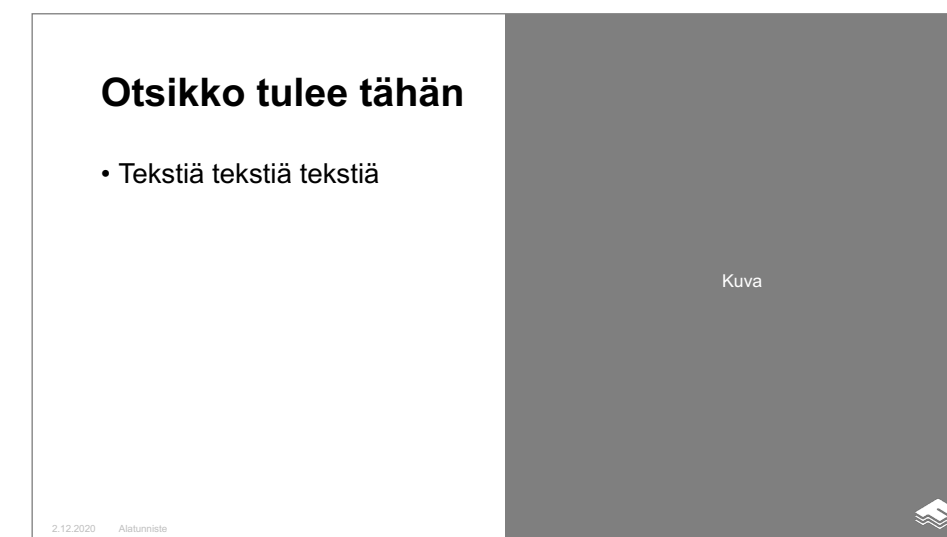 Otsikko tulee tähän
• Tekstiä tekstiä tekstiä
Kuva
2.12.2020 Alatunniste